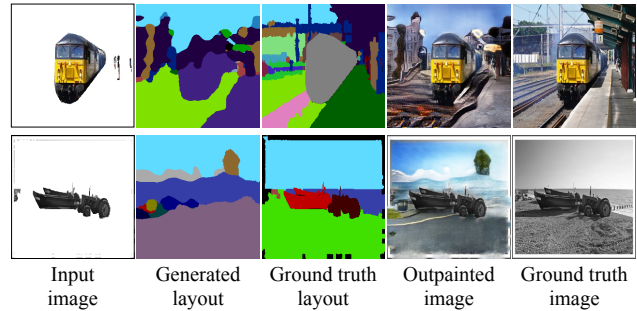 Input
image
Generated
layout
Ground truth
layout
Outpainted
image
Ground truth
image